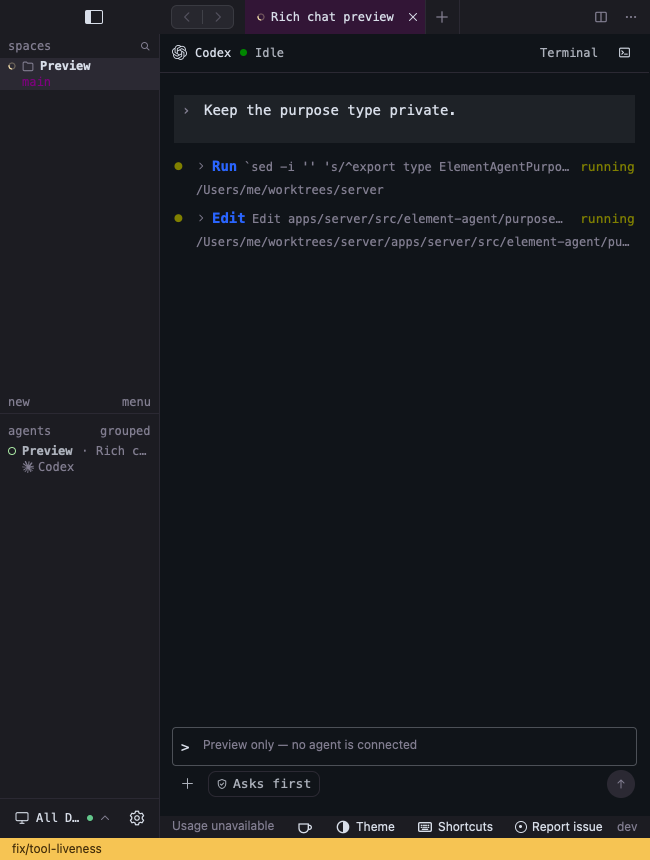 Rich chat preview
spaces
Preview
main
Codex Idle Terminal
› Keep the purpose type private.
› Run `sed -i '' 's/^export type ElementAgentPurpo… running
/Users/me/worktrees/server
› Edit Edit apps/server/src/element-agent/purpose… running
/Users/me/worktrees/server/apps/server/src/element-agent/pu…
new menu
agents grouped
Preview · Rich c…
Codex
> Preview only — no agent is connected
Asks first
All D…
Usage unavailable Theme Shortcuts Report issue dev
fix/tool-liveness